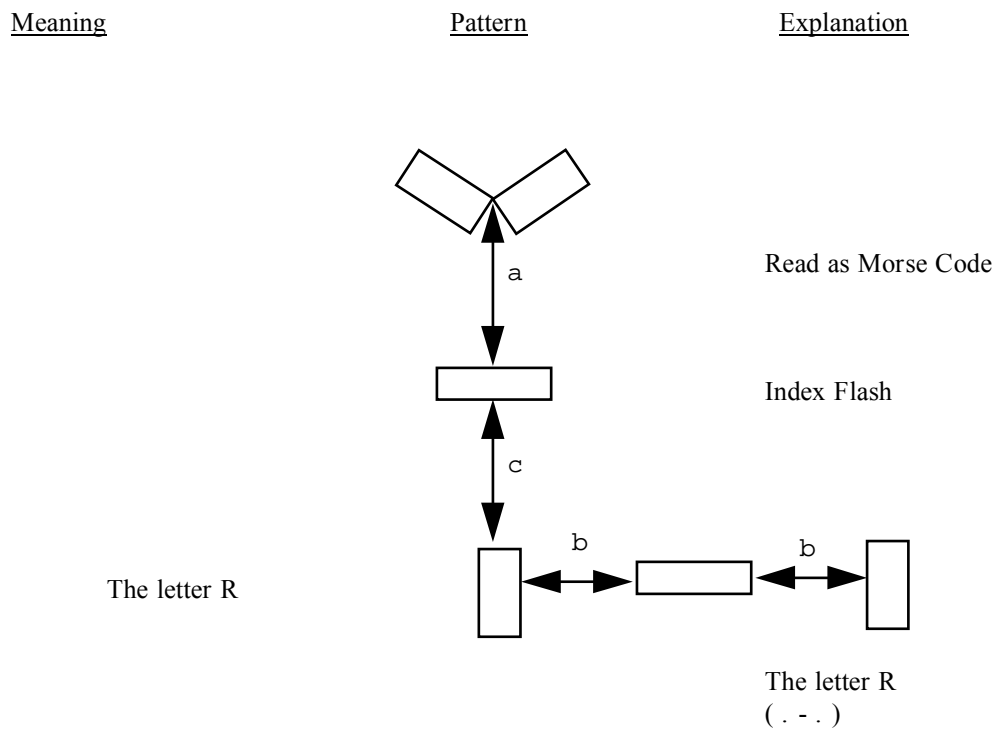 Meaning Pattern Explanation
a
Read as Morse Code
Index Flash
c
b b
The letter R
The letter R
( . - . )